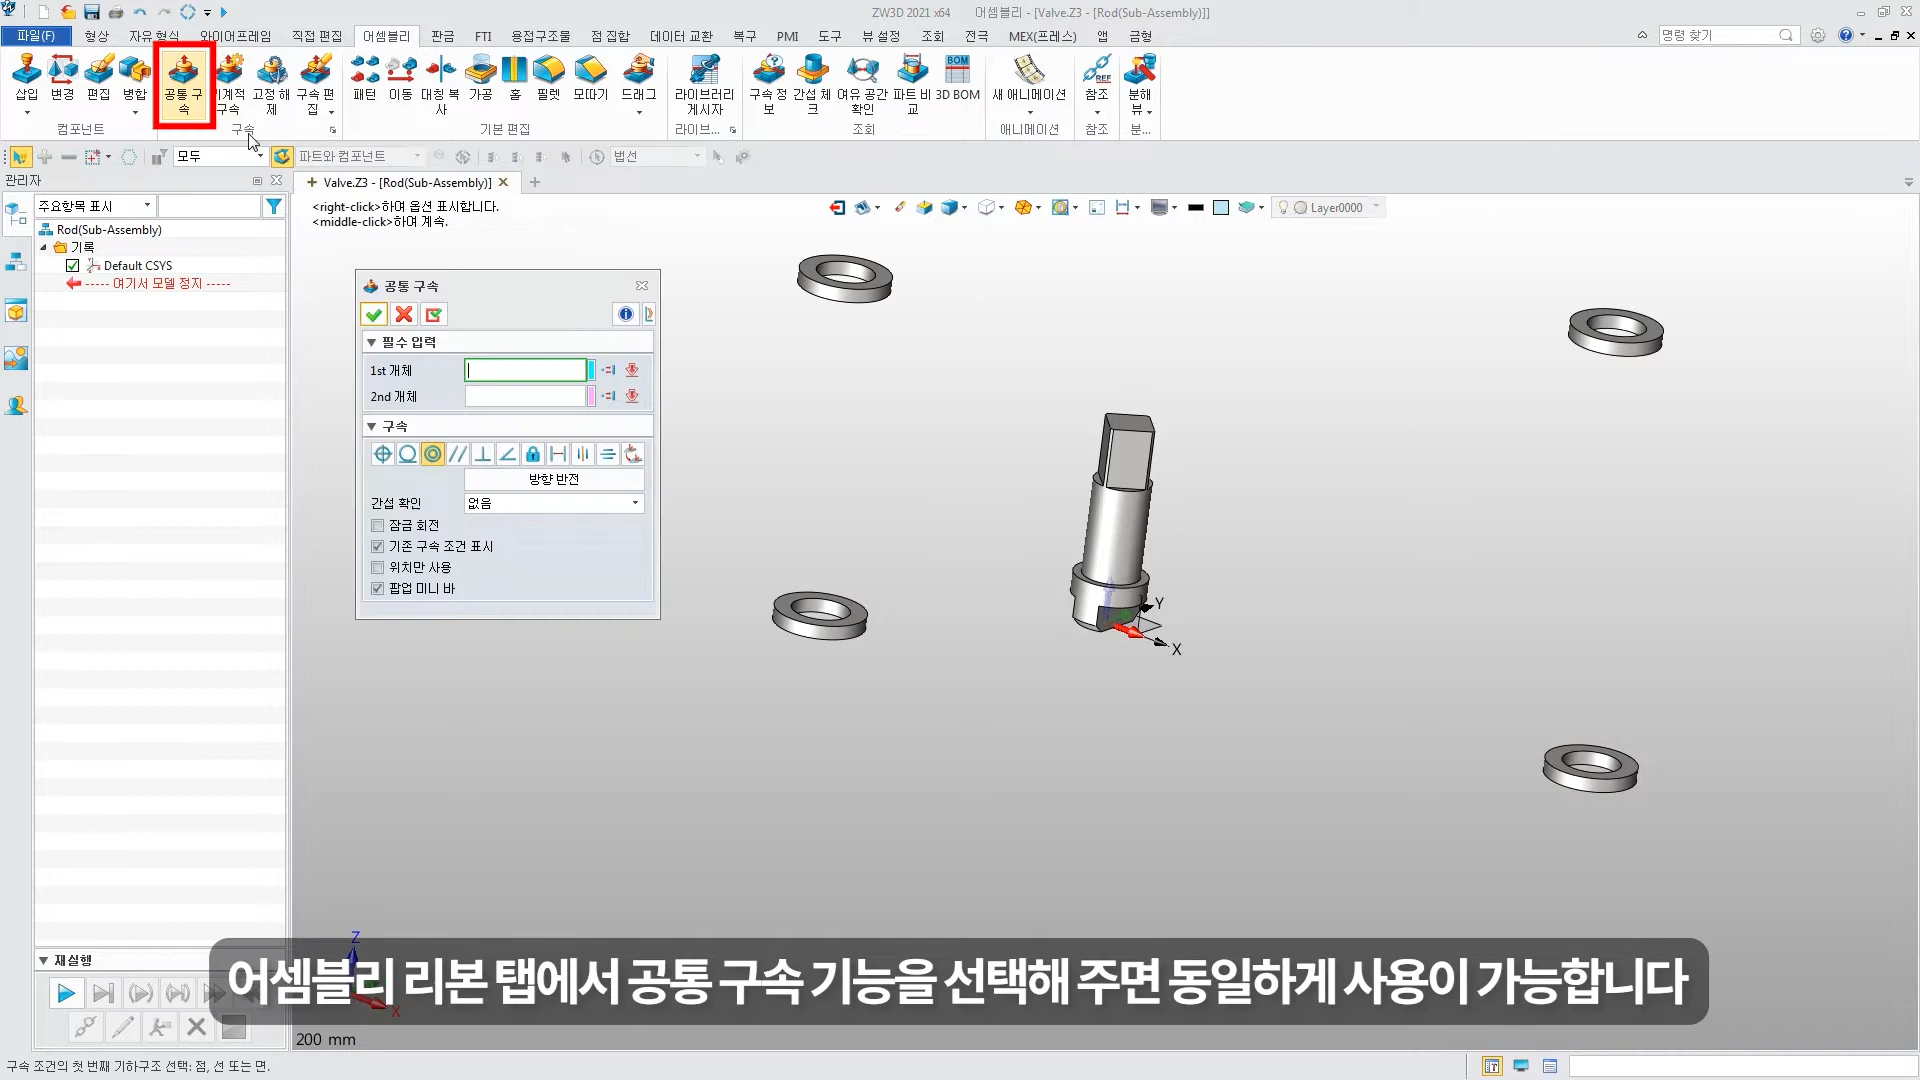 ZW3D 2021 x64 어셈블리 - [Valve.Z3 - [Rod(Sub-Assembly)]]
파일(F) 형상 자유 형식 와이어프레임 직접 편집 어셈블리 판금 FTI 용접구조물 점 집합 데이터 교환 복구 PMI 도구 뷰 설정 조회 전극 MEX(프레스) 앱 금형 명령 찾기
삽입 변경 편집 병합 공통 구속 기계적 구속 고정 해제 구속 편집 패턴 이동 대칭 복사 가공 홀 필렛 모따기 드래그 라이브러리 게시자 구속 정보 간섭 체크 여유 공간 확인 파트 비교 3D BOM 새 애니메이션 참조 분해 뷰
컴포넌트 구속 기본 편집 라이브... 조회 애니메이션 참조 분...
모두 파트와 컴포넌트 법선
관리자
Valve.Z3 - [Rod(Sub-Assembly)]
주요항목 표시
<right-click>하여 옵션 표시합니다.
<middle-click>하여 계속.
Layer0000
Rod(Sub-Assembly)
기록
Default CSYS
----- 여기서 모델 정지 -----
공통 구속
필수 입력
1st 개체
2nd 개체
구속
방향 반전
간섭 확인 없음
잠금 회전
기존 구속 조건 표시
위치만 사용
팝업 미니 바
Y
X
Z
X
재실행
어셈블리 리본 탭에서 공통 구속 기능을 선택해 주면 동일하게 사용이 가능합니다
200 mm
구속 조건의 첫 번째 기하구조 선택: 점, 선 또는 면.